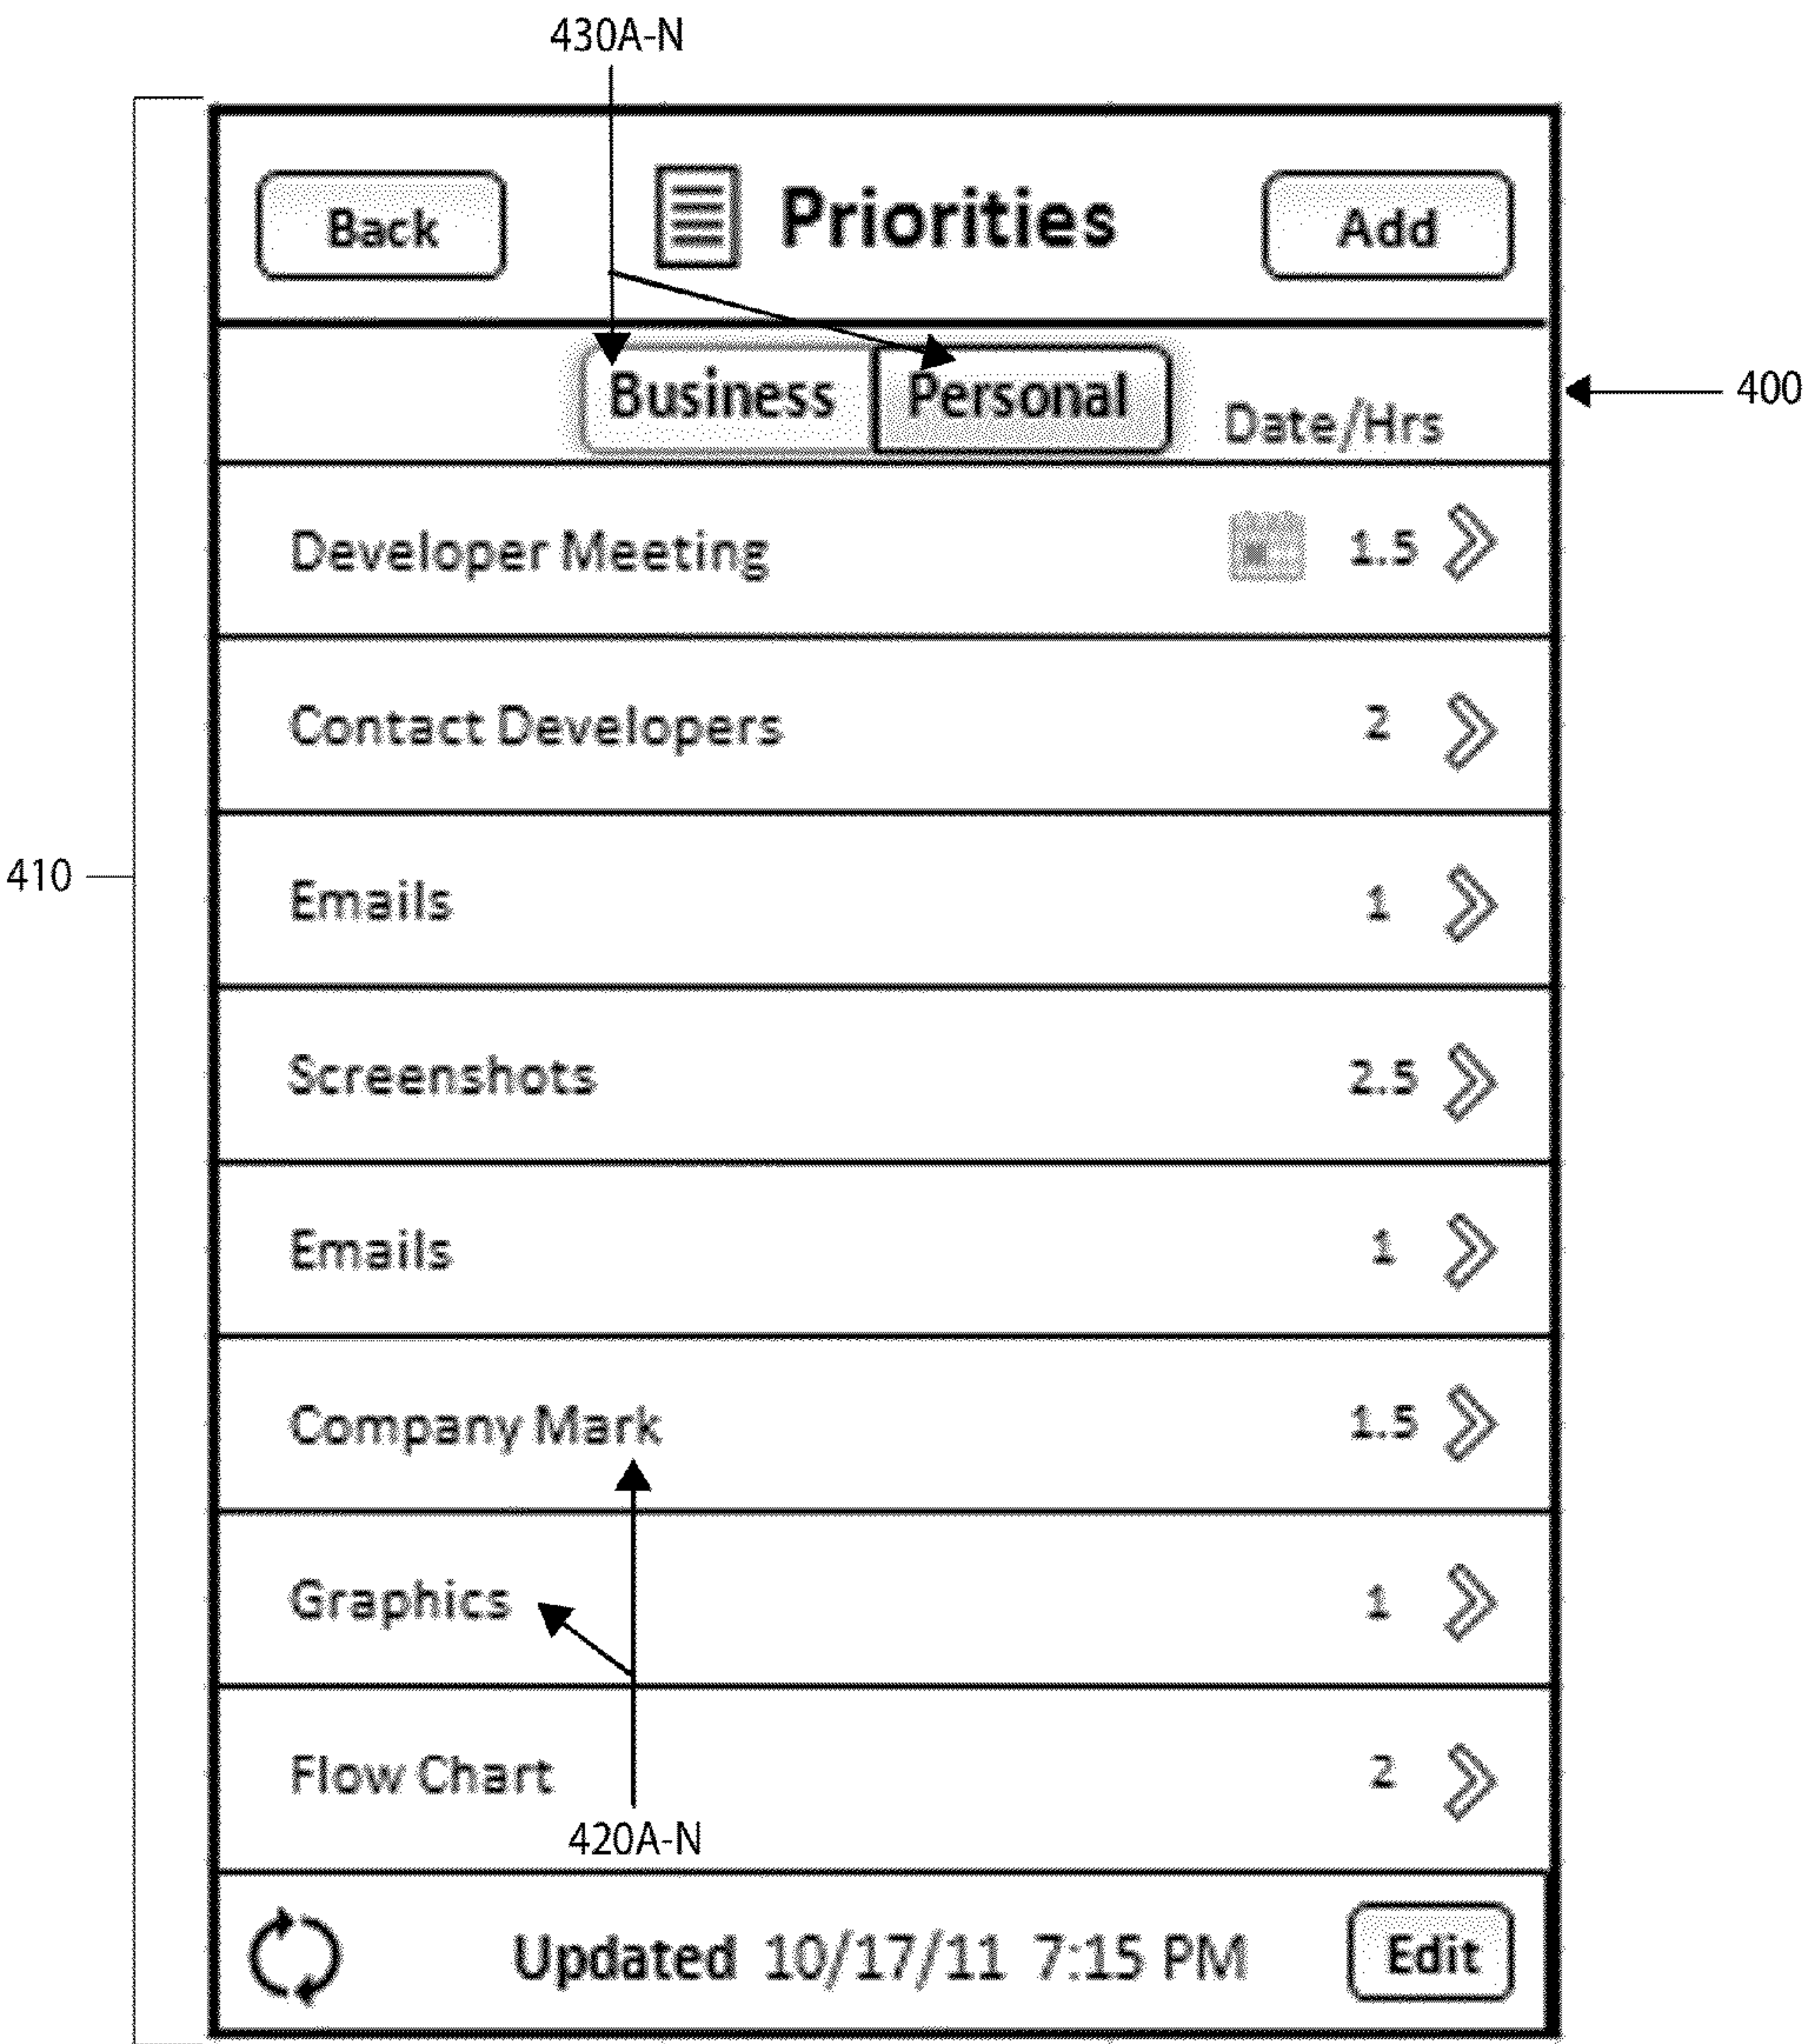 430A-N
Back Priorities Add
Business Personal Date/Hrs
400
Developer Meeting 1.5
Contact Developers 2
410
Emails 1
Screenshots 2.5
Emails 1
Company Mark 1.5
Graphics 1
Flow Chart 2
420A-N
Updated 10/17/11 7:15 PM Edit